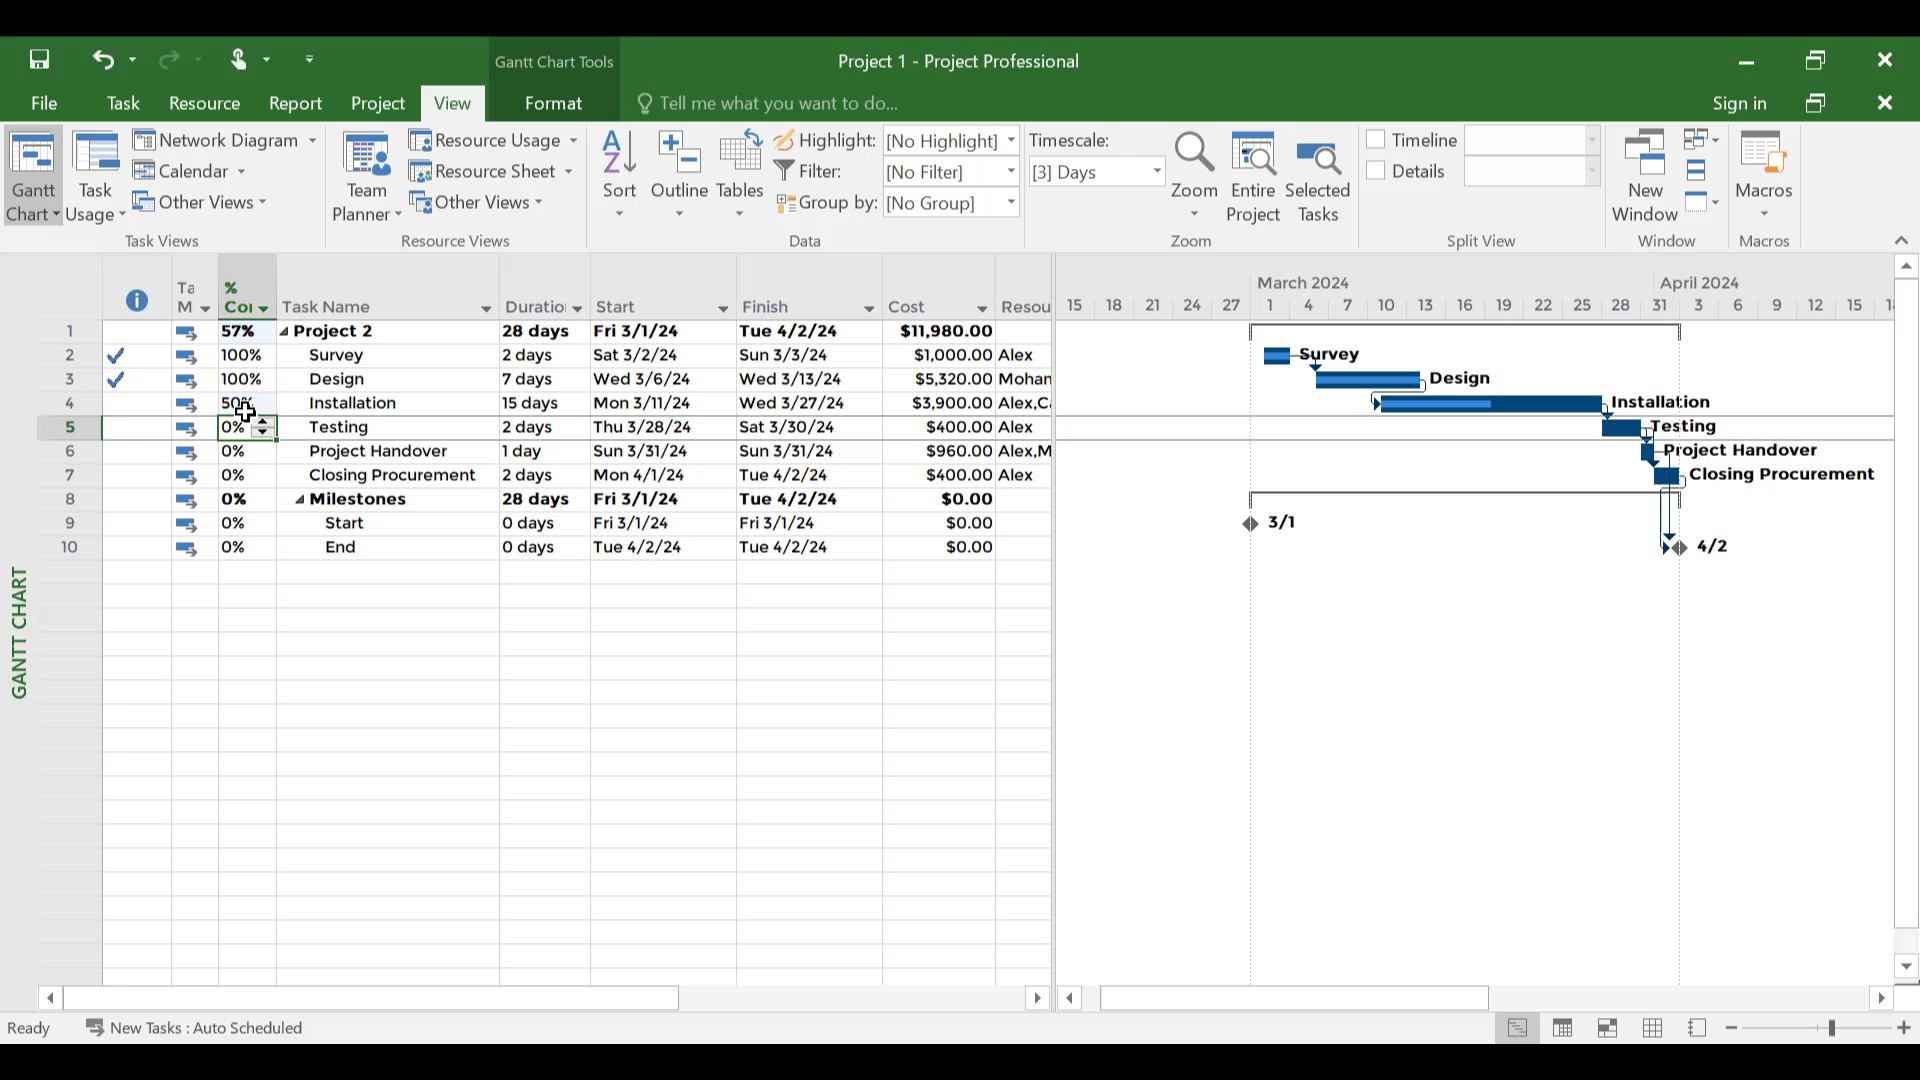 Gantt Chart Tools
Project 1 - Project Professional
File Task Resource Report Project View Format Tell me what you want to do... Sign in
Gantt Chart
Task Usage
Network Diagram
Calendar
Other Views
Task Views
Team Planner
Resource Usage
Resource Sheet
Other Views
Resource Views
Sort
Outline
Tables
Highlight: [No Highlight]
Filter: [No Filter]
Group by: [No Group]
Data
Timescale:
[3] Days
Zoom
Entire Project
Selected Tasks
Zoom
Timeline
Details
Split View
New Window
Window
Macros
Macros
Ta M % Coı Task Name Duratioı Start Finish Cost Resou
1 57% Project 2 28 days Fri 3/1/24 Tue 4/2/24 $11,980.00
2 100% Survey 2 days Sat 3/2/24 Sun 3/3/24 $1,000.00 Alex
3 100% Design 7 days Wed 3/6/24 Wed 3/13/24 $5,320.00 Mohan
4 50% Installation 15 days Mon 3/11/24 Wed 3/27/24 $3,900.00 Alex,Ca
5 0% Testing 2 days Thu 3/28/24 Sat 3/30/24 $400.00 Alex
6 0% Project Handover 1 day Sun 3/31/24 Sun 3/31/24 $960.00 Alex,M
7 0% Closing Procurement 2 days Mon 4/1/24 Tue 4/2/24 $400.00 Alex
8 0% Milestones 28 days Fri 3/1/24 Tue 4/2/24 $0.00
9 0% Start 0 days Fri 3/1/24 Fri 3/1/24 $0.00
10 0% End 0 days Tue 4/2/24 Tue 4/2/24 $0.00
March 2024 April 2024
15 18 21 24 27 1 4 7 10 13 16 19 22 25 28 31 3 6 9 12 15 18
Survey
Design
Installation
Testing
Project Handover
Closing Procurement
3/1
4/2
GANTT CHART
Ready New Tasks : Auto Scheduled